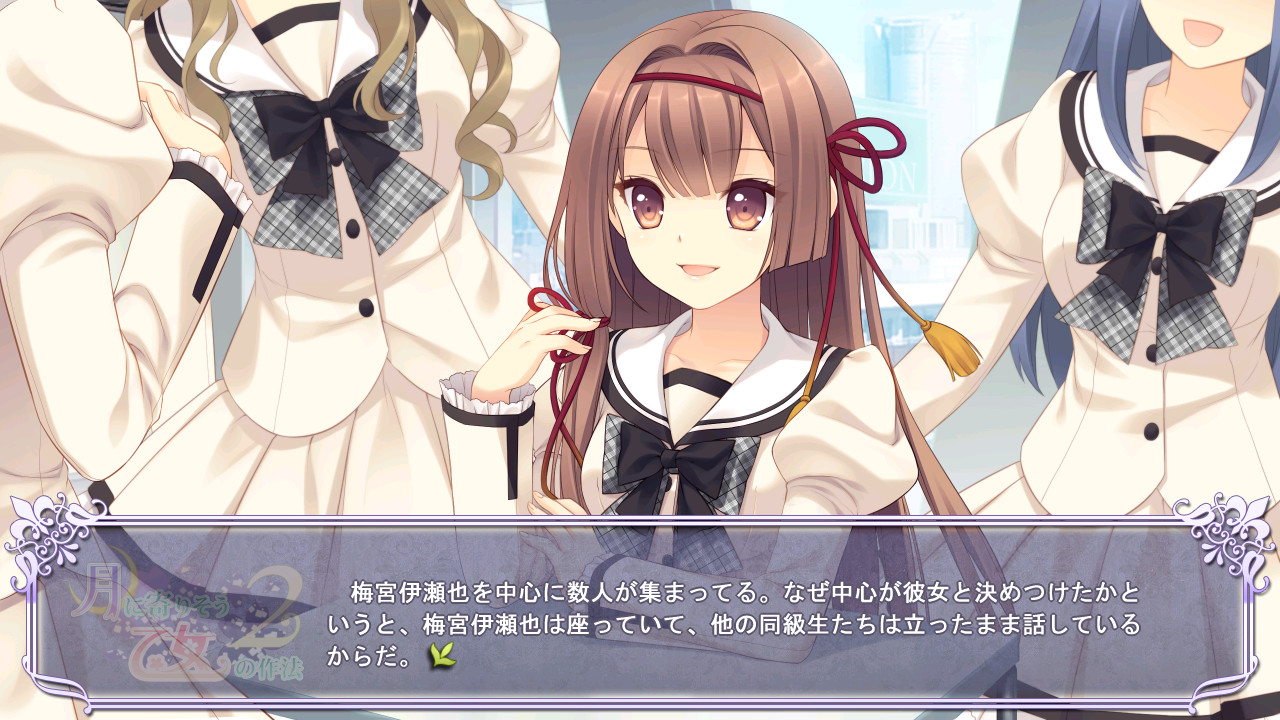 ON
梅宮伊瀬也を中心に数人が集まってる。なぜ中心が彼女と決めつけたかと
いうと、梅宮伊瀬也は座っていて、他の同級生たちは立ったまま話している
からだ。
月に寄りそう
乙女の作法2